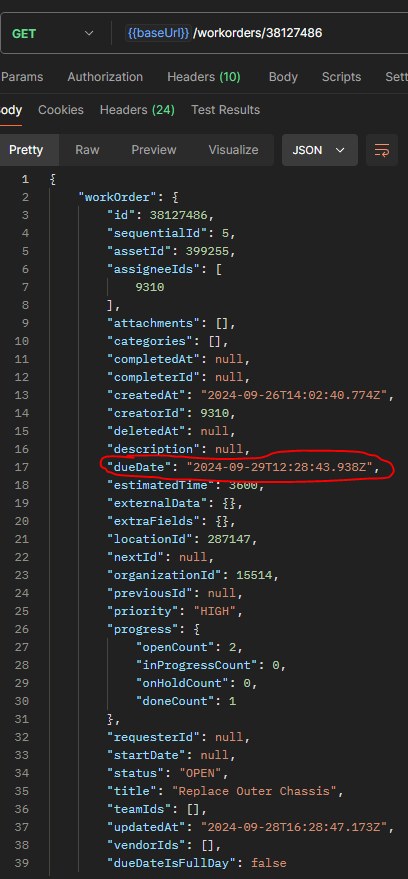 GET {{baseUrl}} /workorders/38127486
Params Authorization Headers (10) Body Scripts Sett
ody Cookies Headers (24) Test Results
Pretty Raw Preview Visualize JSON
1 {
2 "workOrder": {
3 "id": 38127486,
4 "sequentialId": 5,
5 "assetId": 399255,
6 "assigneeIds": [
7 9310
8 ],
9 "attachments": [],
10 "categories": [],
11 "completedAt": null,
12 "completerId": null,
13 "createdAt": "2024-09-26T14:02:40.774Z",
14 "creatorId": 9310,
15 "deletedAt": null,
16 "description": null,
17 "dueDate": "2024-09-29T12:28:43.938Z",
18 "estimatedTime": 3600,
19 "externalData": {},
20 "extraFields": {},
21 "locationId": 287147,
22 "nextId": null,
23 "organizationId": 15514,
24 "previousId": null,
25 "priority": "HIGH",
26 "progress": {
27 "openCount": 2,
28 "inProgressCount": 0,
29 "onHoldCount": 0,
30 "doneCount": 1
31 },
32 "requesterId": null,
33 "startDate": null,
34 "status": "OPEN",
35 "title": "Replace Outer Chassis",
36 "teamIds": [],
37 "updatedAt": "2024-09-28T16:28:47.173Z",
38 "vendorIds": [],
39 "dueDateIsFullDay": false